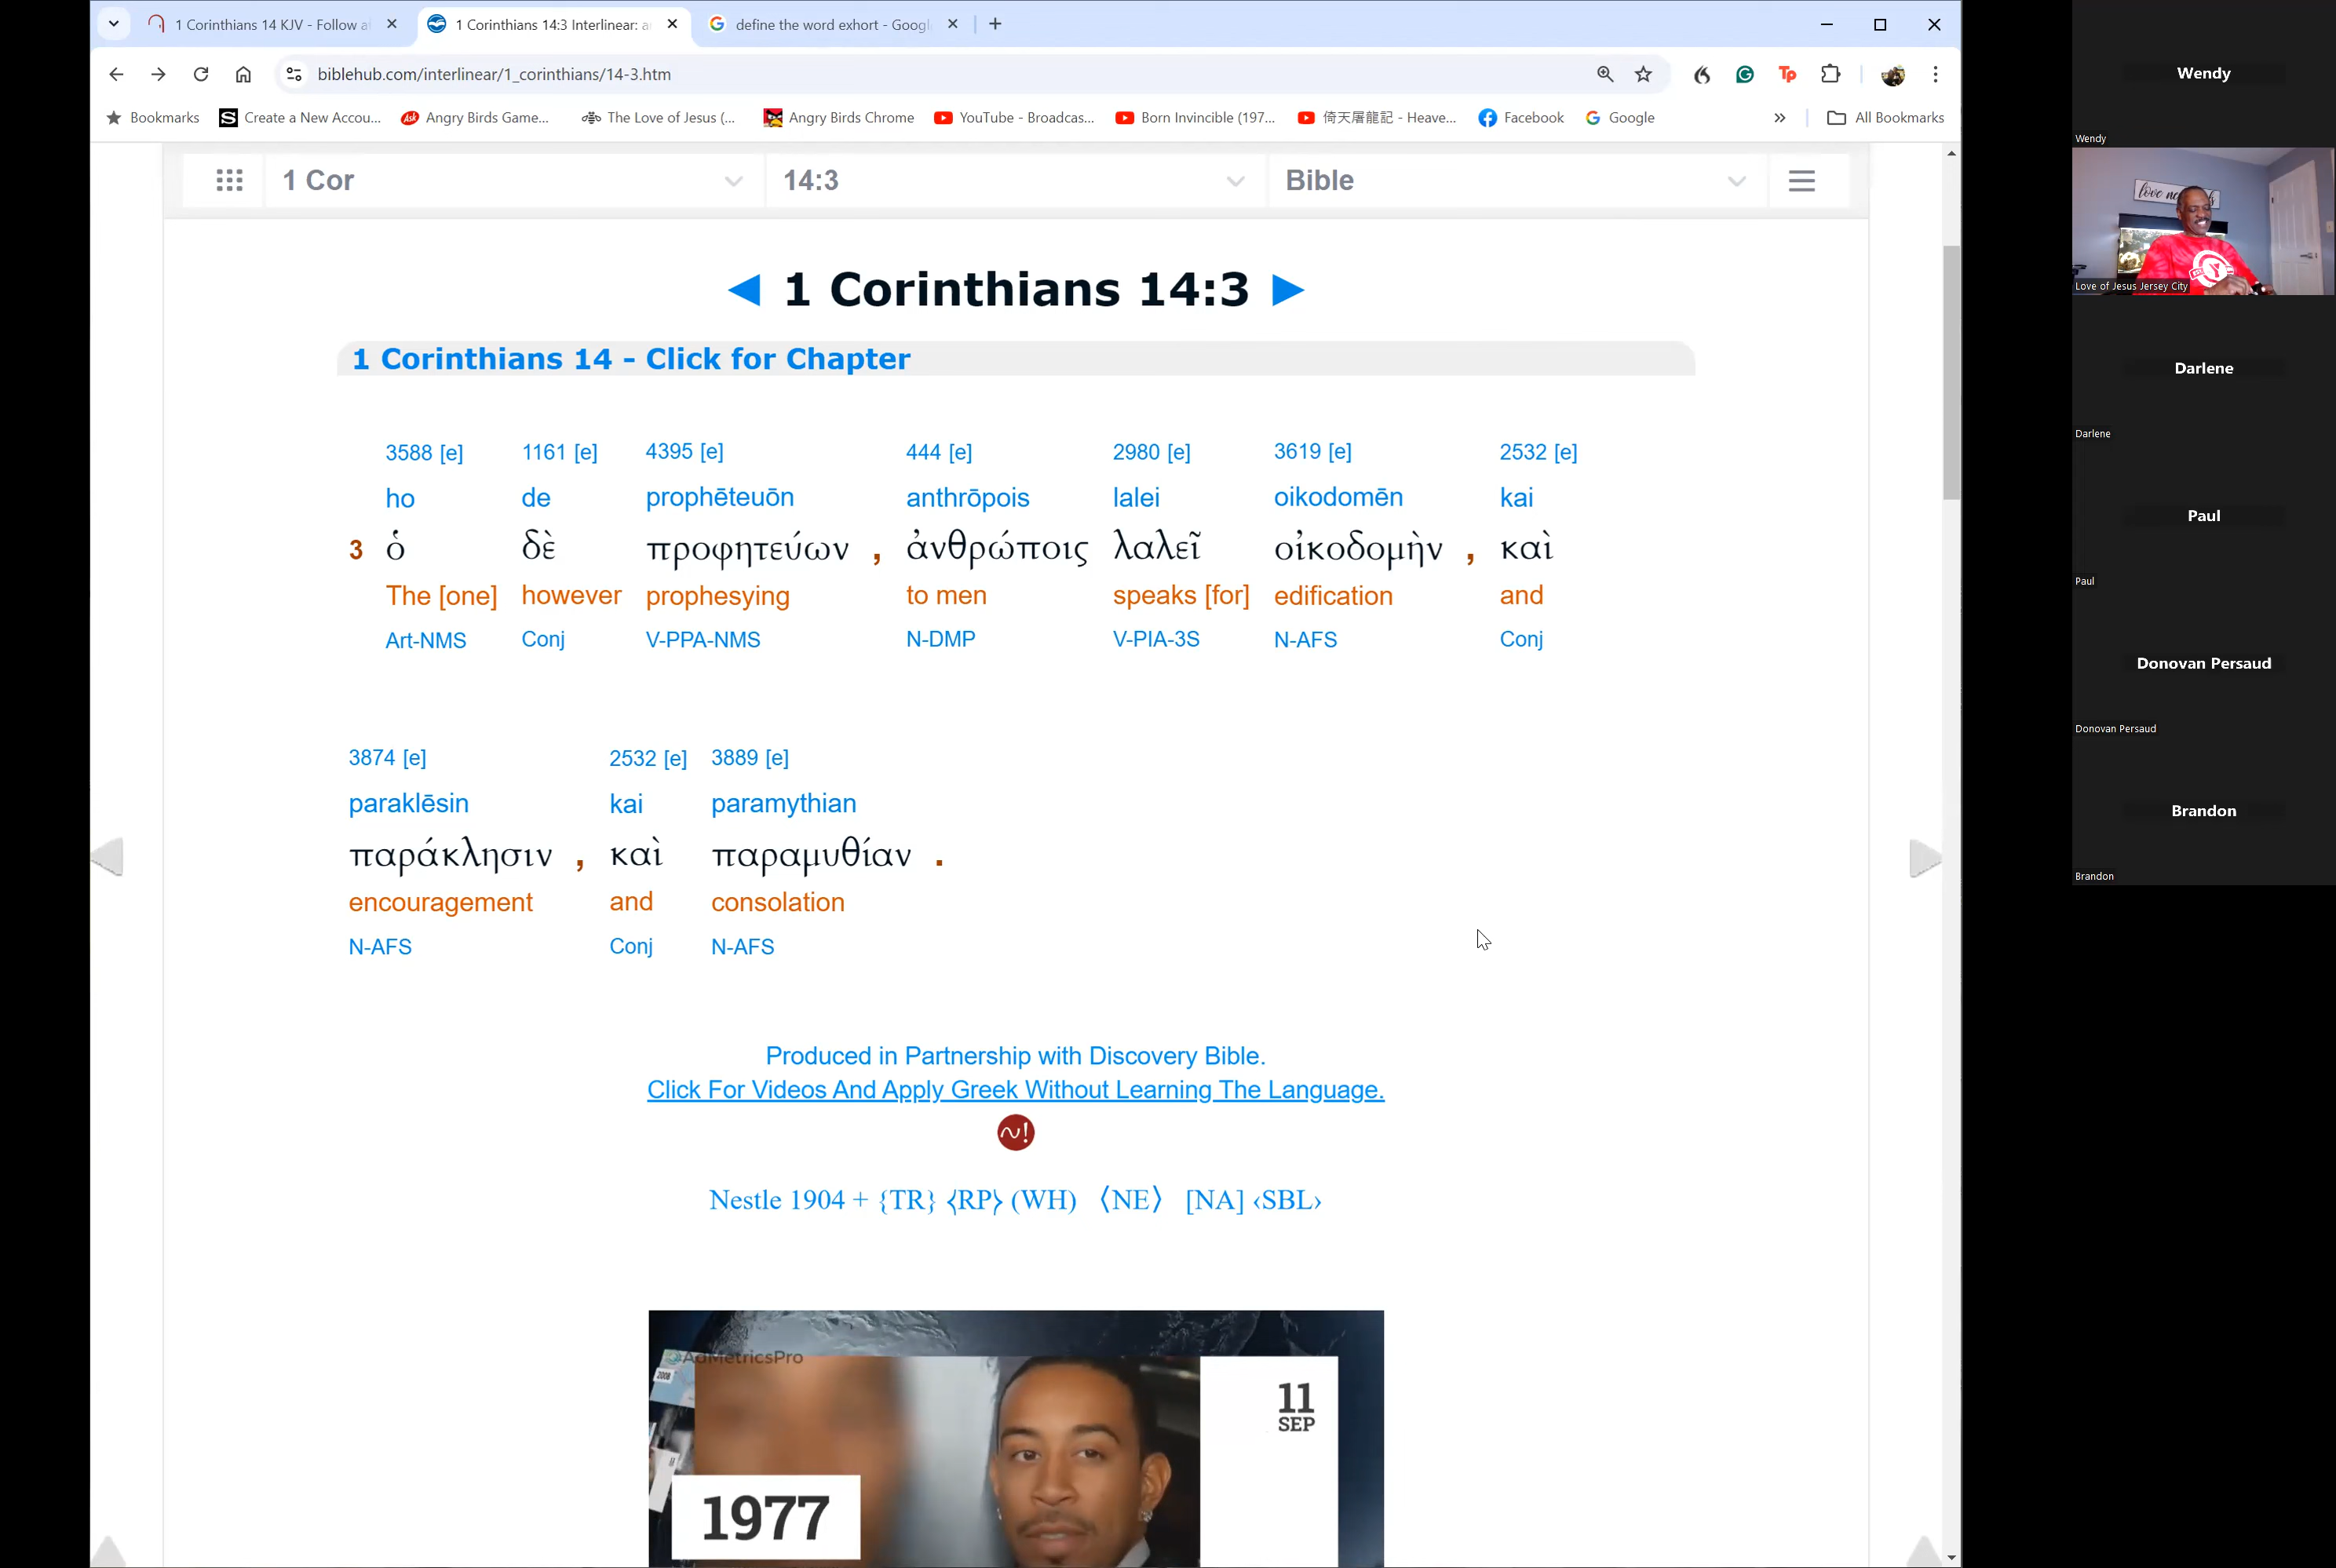 1 Corinthians 14 KJV - Follow a
1 Corinthians 14:3 Interlinear: a
define the word exhort - Googl
biblehub.com/interlinear/1_corinthians/14-3.htm
Bookmarks
Create a New Accou...
Angry Birds Game...
The Love of Jesus (...
Angry Birds Chrome
YouTube - Broadcas...
Born Invincible (197...
倚天屠龍記 - Heave...
Facebook
Google
»
All Bookmarks
1 Cor
14:3
Bible
1 Corinthians 14:3
1 Corinthians 14 - Click for Chapter
3588 [e] 1161 [e] 4395 [e] 444 [e] 2980 [e] 3619 [e] 2532 [e]
ho de prophēteuōn anthrōpois lalei oikodomēn kai
3 ὁ δὲ προφητεύων , ἀνθρώποις λαλεῖ οἰκοδομὴν , καὶ
The [one] however prophesying to men speaks [for] edification and
Art-NMS Conj V-PPA-NMS N-DMP V-PIA-3S N-AFS Conj
3874 [e] 2532 [e] 3889 [e]
paraklēsin kai paramythian
παράκλησιν , καὶ παραμυθίαν .
encouragement and consolation
N-AFS Conj N-AFS
Produced in Partnership with Discovery Bible.
Click For Videos And Apply Greek Without Learning The Language.
Nestle 1904 + {TR} ⧼RP⧽ (WH) 〈NE〉 [NA] ‹SBL›
AdMetricsPro
2008
11
SEP
1977
Wendy
Wendy
Love of Jesus Jersey City
Darlene
Darlene
Paul
Paul
Donovan Persaud
Donovan Persaud
Brandon
Brandon